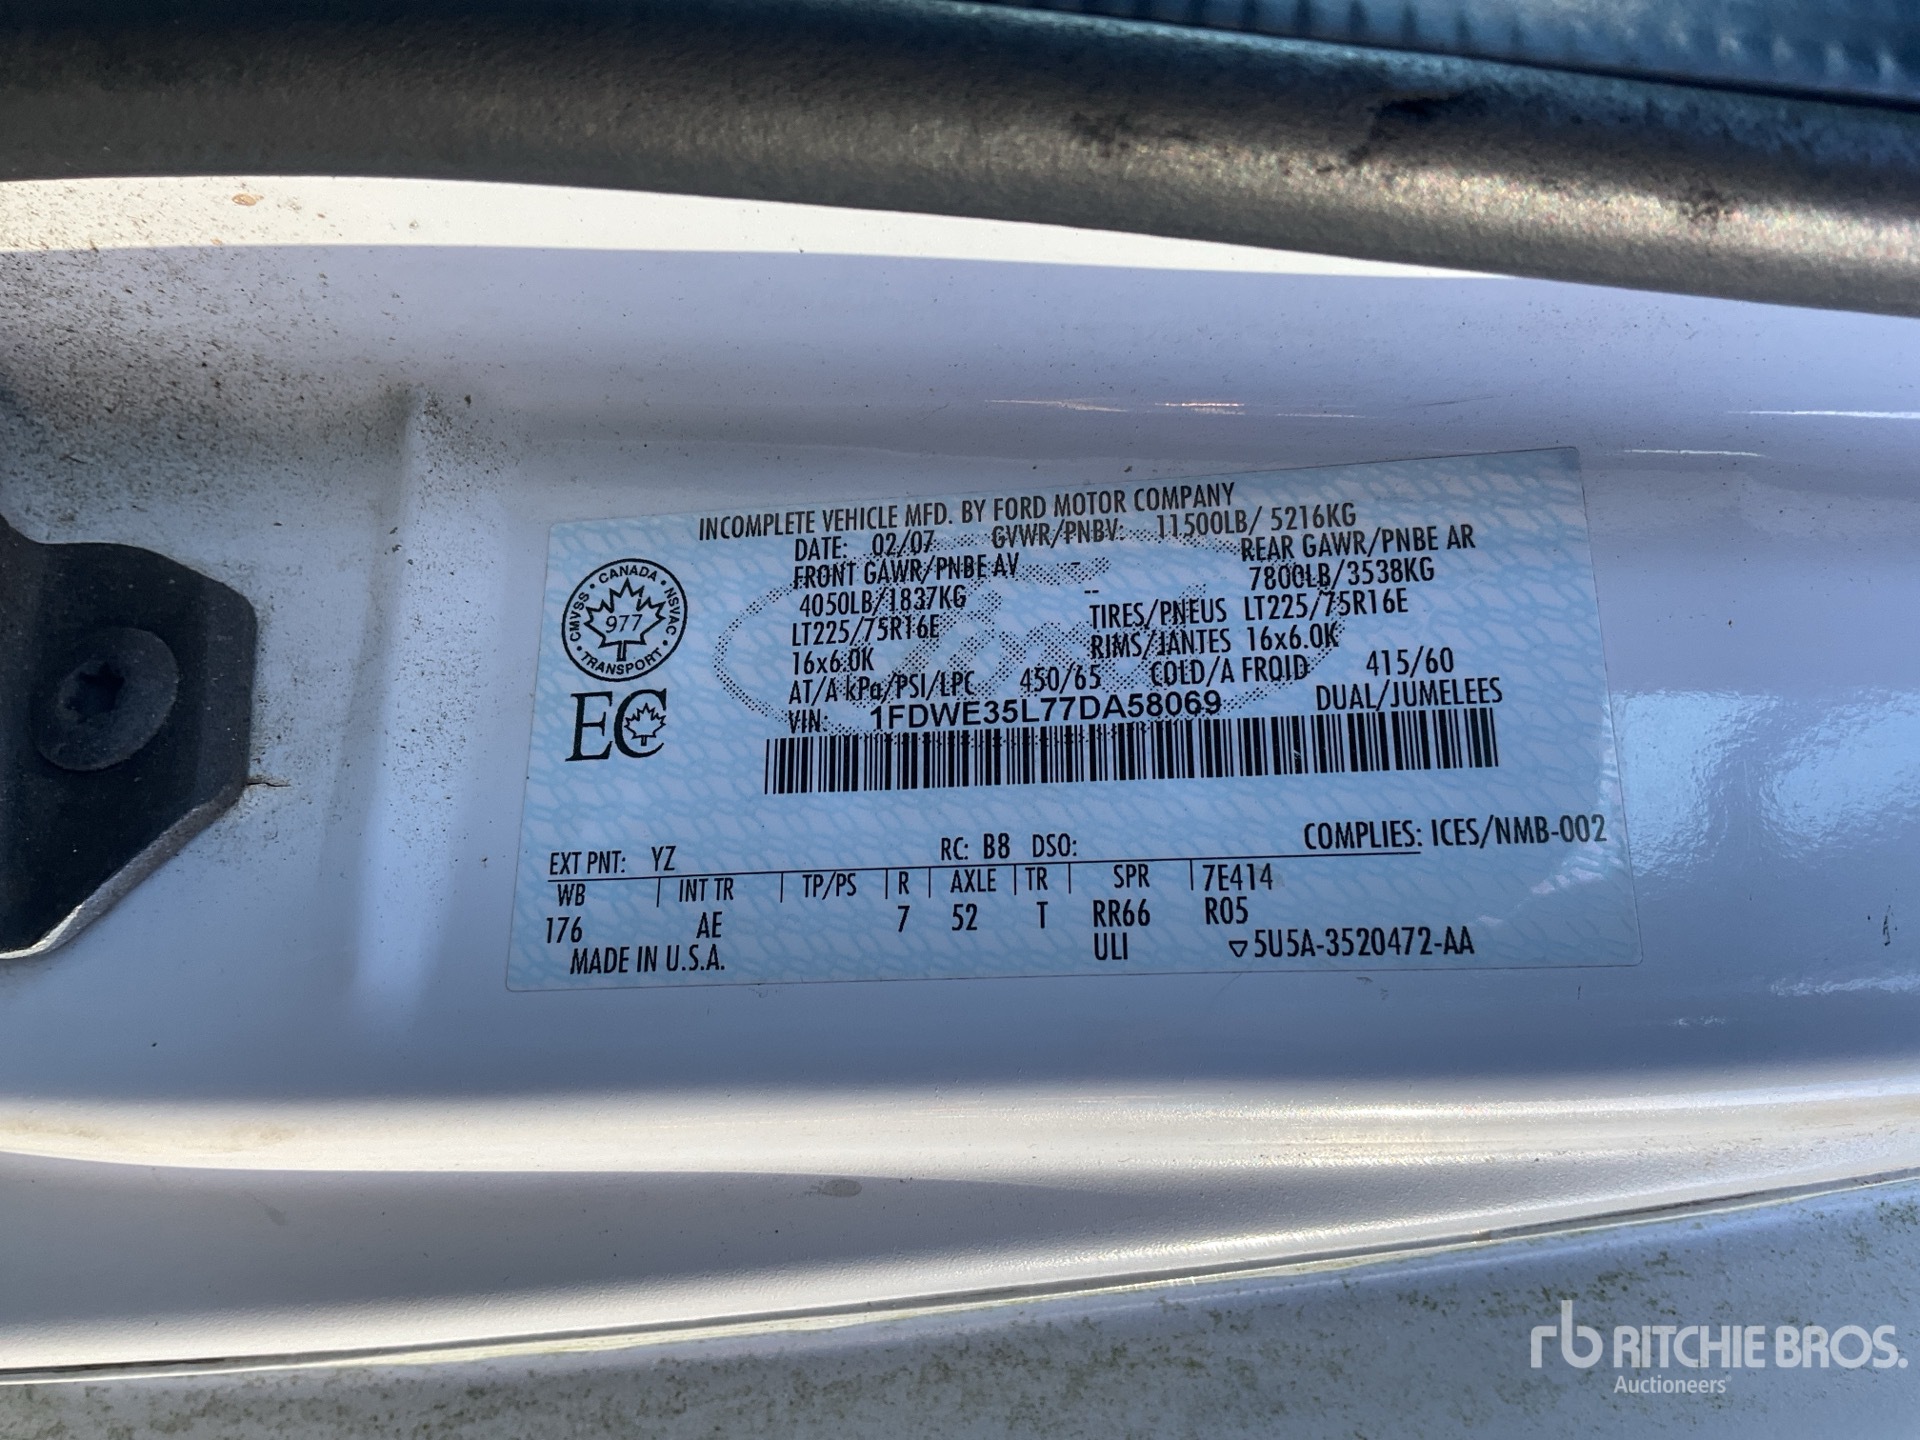 INCOMPLETE VEHICLE MFD. BY FORD MOTOR COMPANY
DATE: 02/07 GVWR/PNBV: 11500LB/ 5216KG
FRONT GAWR/PNBE AV - REAR GAWR/PNBE AR
4050LB/1837KG -- 7800LB/3538KG
LT225/75R16E TIRES/PNEUS LT225/75R16E
16x6.0K RIMS/JANTES 16x6.0K
AT/A kPa/PSI/LPC 450/65 COLD/A FROID 415/60
VIN: 1FDWE35L77DA58069 DUAL/JUMELEES
CANADA
CMVSS 977 NSVAC
TRANSPORT
EC
COMPLIES: ICES/NMB-002
EXT PNT: YZ RC: B8 DSO:
WB | INT TR | TP/PS | R | AXLE | TR | SPR | 7E414
176 AE 7 52 T RR66 R05
MADE IN U.S.A. ULI 5U5A-3520472-AA
rb RITCHIE BROS.
Auctioneers